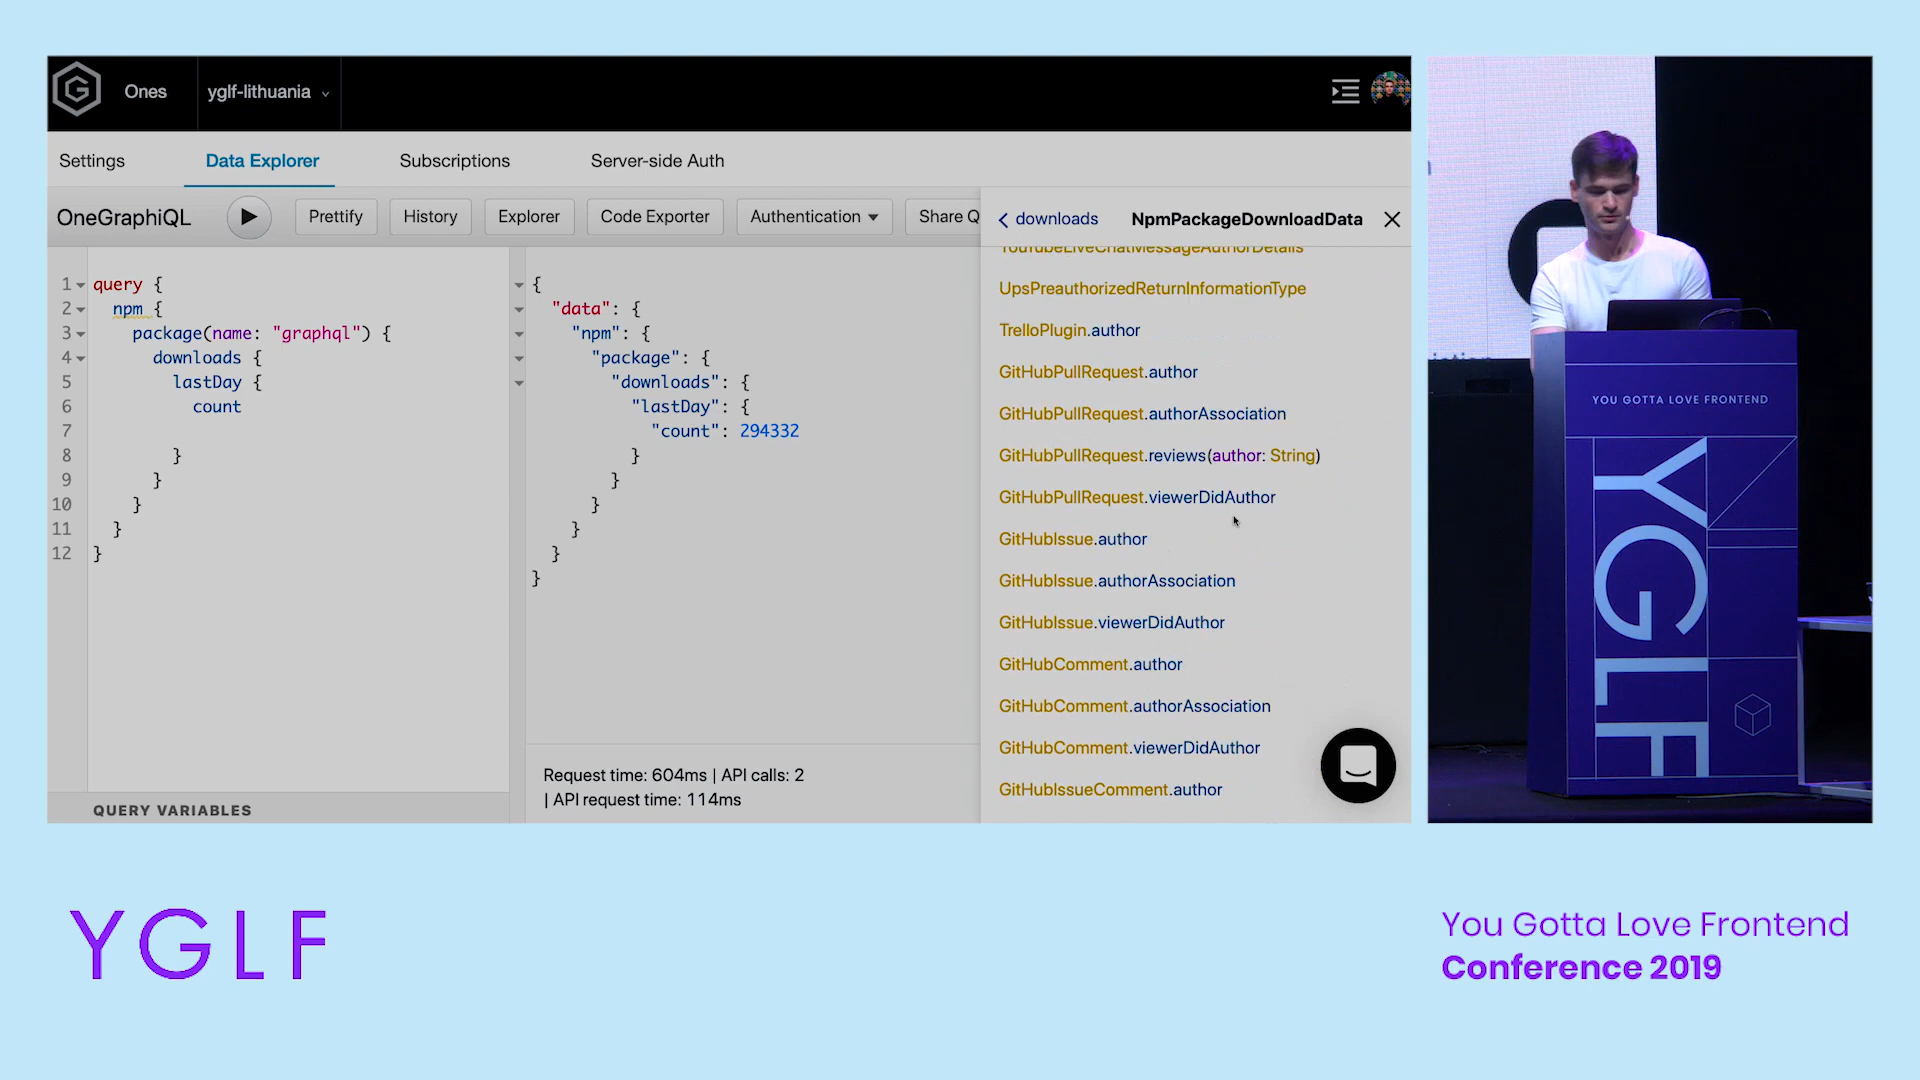 Ones
yglf-lithuania
Settings
Data Explorer
Subscriptions
Server-side Auth
OneGraphiQL
Prettify
History
Explorer
Code Exporter
Authentication
Share Q
downloads
NpmPackageDownloadData
1 query {
2 npm {
3 package(name: "graphql") {
4 downloads {
5 lastDay {
6 count
7
8 }
9 }
10 }
11 }
12 }
QUERY VARIABLES
{
"data": {
"npm": {
"package": {
"downloads": {
"lastDay": {
"count": 294332
}
}
}
}
}
}
Request time: 604ms | API calls: 2
| API request time: 114ms
YouTubeLiveChatMessageAuthorDetails
UpsPreauthorizedReturnInformationType
TrelloPlugin.author
GitHubPullRequest.author
GitHubPullRequest.authorAssociation
GitHubPullRequest.reviews(author: String)
GitHubPullRequest.viewerDidAuthor
GitHubIssue.author
GitHubIssue.authorAssociation
GitHubIssue.viewerDidAuthor
GitHubComment.author
GitHubComment.authorAssociation
GitHubComment.viewerDidAuthor
GitHubIssueComment.author
YOU GOTTA LOVE FRONTEND
YGLF
YGLF
You Gotta Love Frontend
Conference 2019